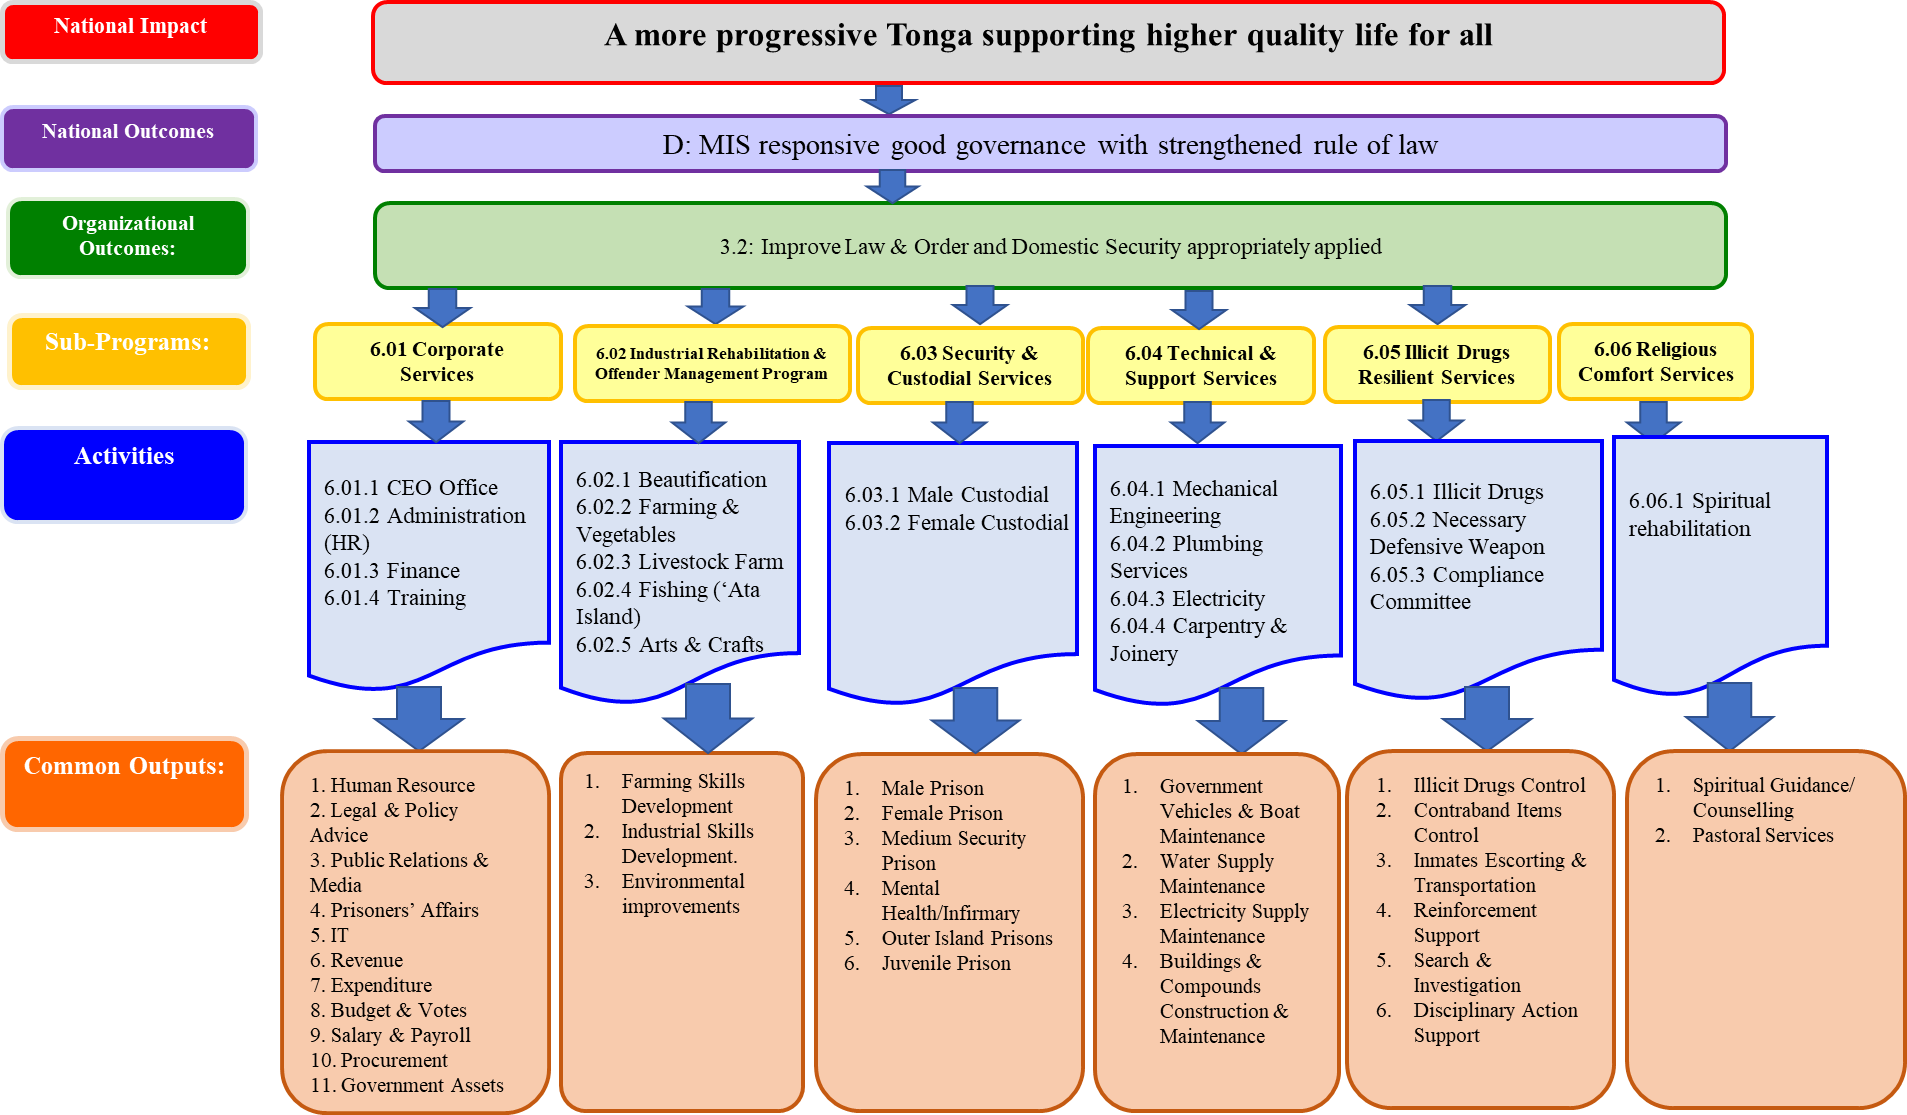 National Impact
A more progressive Tonga supporting higher quality life for all
National Outcomes
D: MIS responsive good governance with strengthened rule of law
Organizational
Outcomes:
3.2: Improve Law & Order and Domestic Security appropriately applied
Sub-Programs:
6.01 Corporate
Services
6.02 Industrial Rehabilitation &
Offender Management Program
6.03 Security &
Custodial Services
6.04 Technical &
Support Services
6.05 Illicit Drugs
Resilient Services
6.06 Religious
Comfort Services
Activities
6.01.1 CEO Office
6.01.2 Administration
(HR)
6.01.3 Finance
6.01.4 Training
6.02.1 Beautification
6.02.2 Farming &
Vegetables
6.02.3 Livestock Farm
6.02.4 Fishing (‘Ata
Island)
6.02.5 Arts & Crafts
6.03.1 Male Custodial
6.03.2 Female Custodial
6.04.1 Mechanical
Engineering
6.04.2 Plumbing
Services
6.04.3 Electricity
6.04.4 Carpentry &
Joinery
6.05.1 Illicit Drugs
6.05.2 Necessary
Defensive Weapon
6.05.3 Compliance
Committee
6.06.1 Spiritual
rehabilitation
Common Outputs:
1. Human Resource
2. Legal & Policy
Advice
3. Public Relations &
Media
4. Prisoners’ Affairs
5. IT
6. Revenue
7. Expenditure
8. Budget & Votes
9. Salary & Payroll
10. Procurement
11. Government Assets
1. Farming Skills
Development
2. Industrial Skills
Development.
3. Environmental
improvements
1. Male Prison
2. Female Prison
3. Medium Security
Prison
4. Mental
Health/Infirmary
5. Outer Island Prisons
6. Juvenile Prison
1. Government
Vehicles & Boat
Maintenance
2. Water Supply
Maintenance
3. Electricity Supply
Maintenance
4. Buildings &
Compounds
Construction &
Maintenance
1. Illicit Drugs Control
2. Contraband Items
Control
3. Inmates Escorting &
Transportation
4. Reinforcement
Support
5. Search &
Investigation
6. Disciplinary Action
Support
1. Spiritual Guidance/
Counselling
2. Pastoral Services